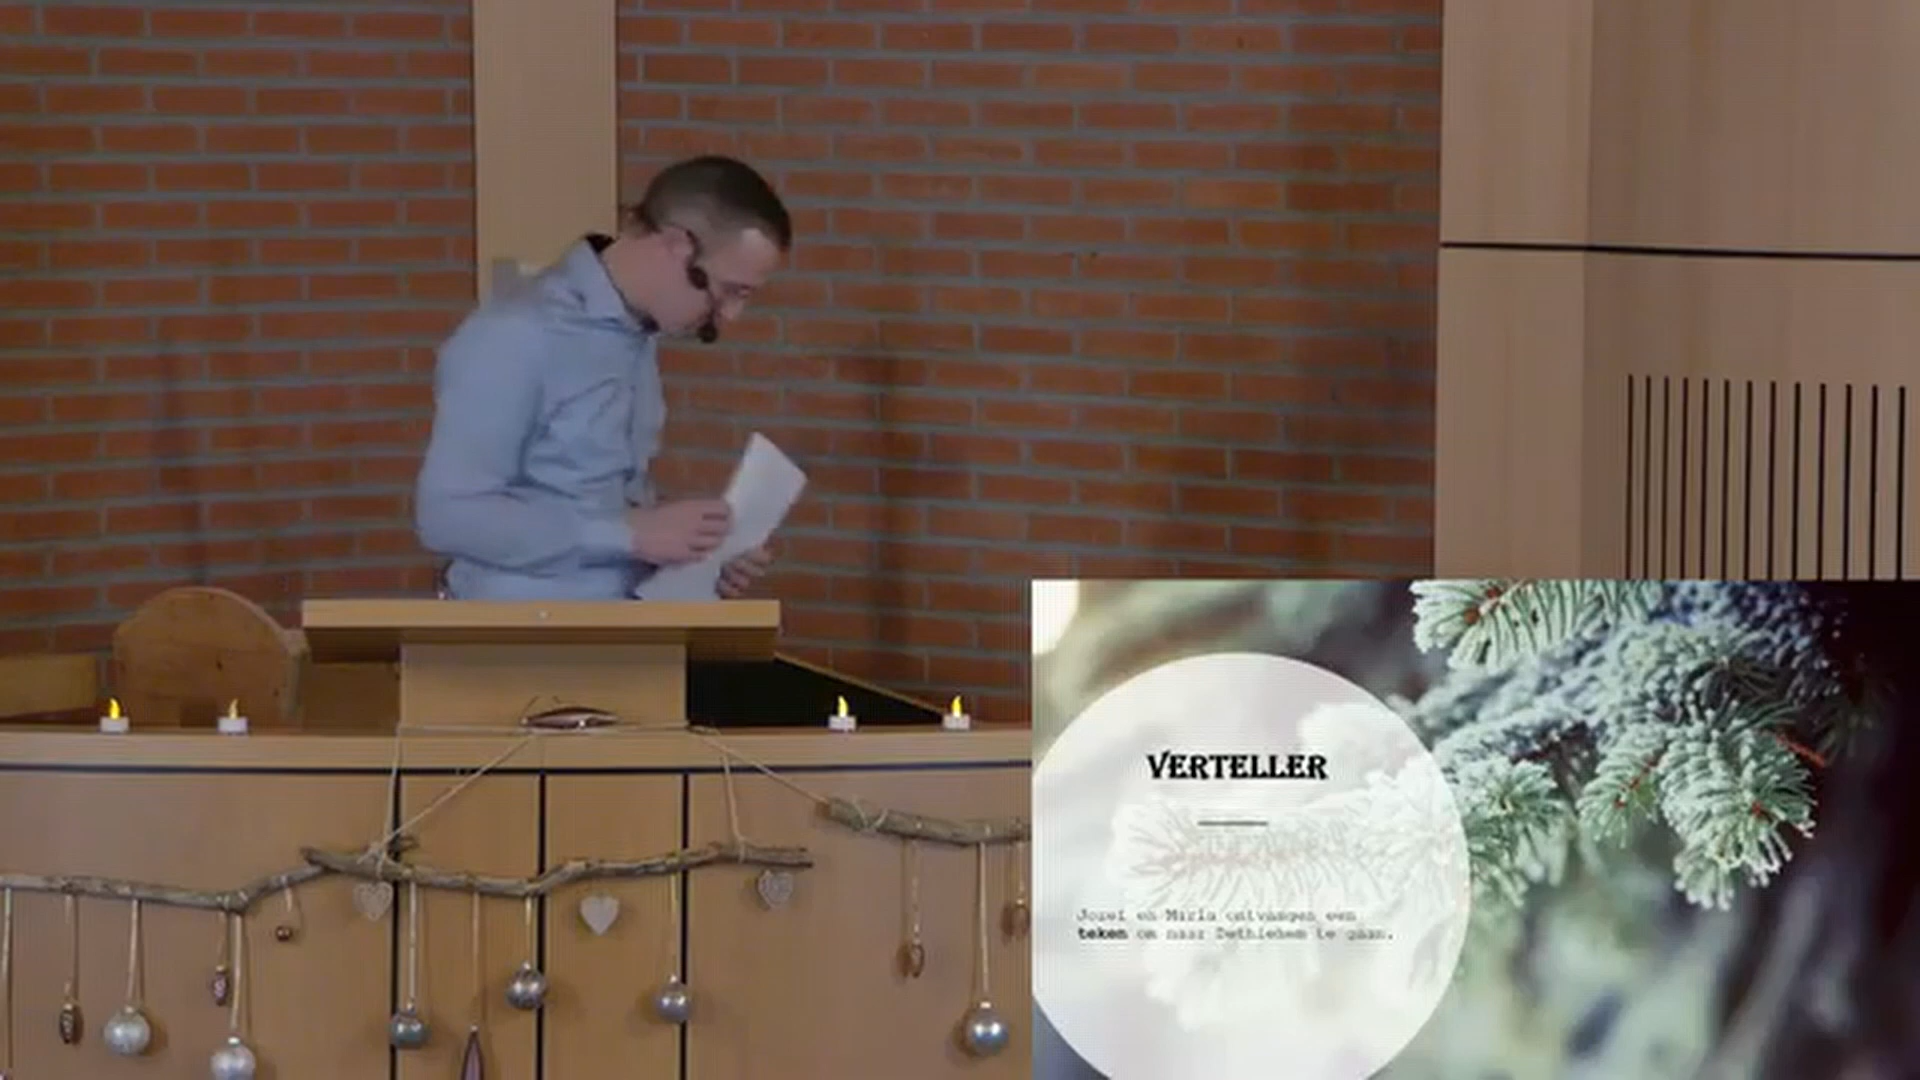 VERTELLER
Jozef en Maria ontvangen een
teken om naar Bethlehem te gaan.